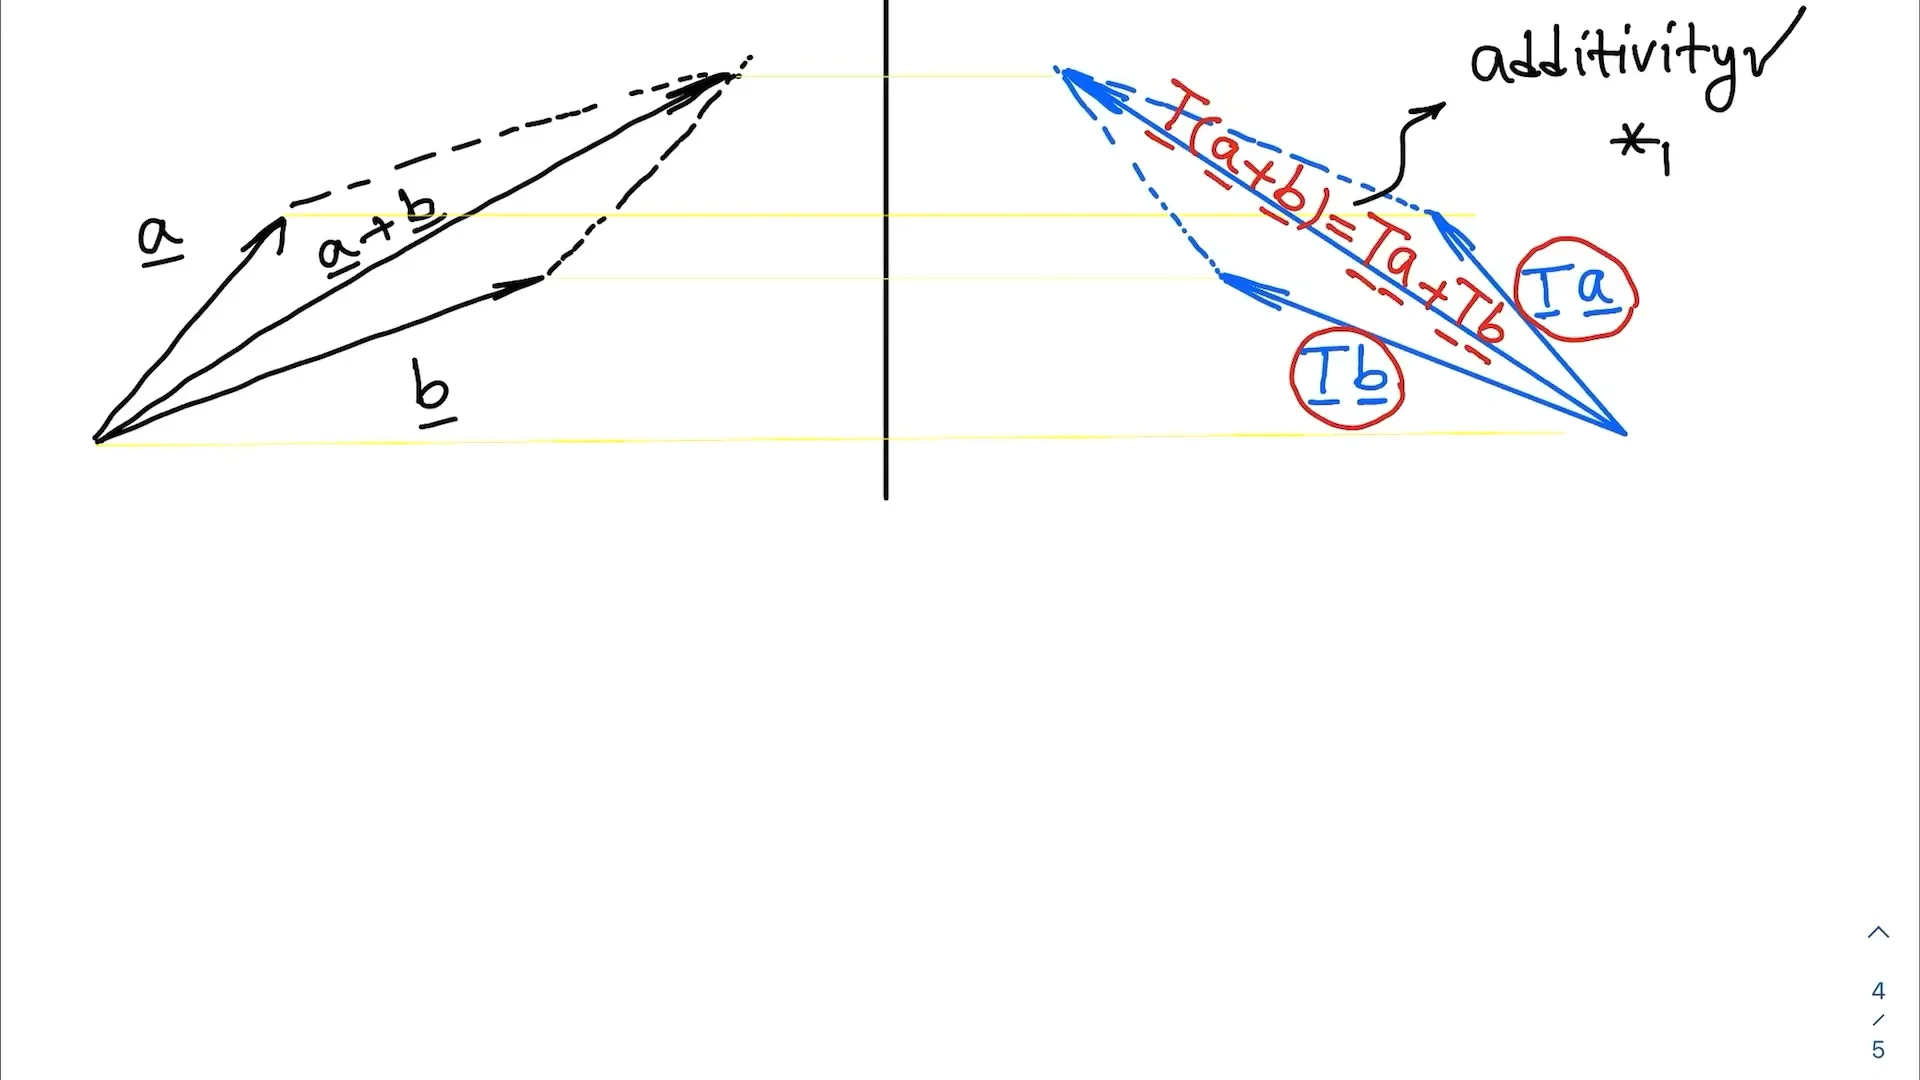 additivity✓
*₁
a
a+b
b
T(a+b)=Ta+Tb
Ta
Tb
4
/
5